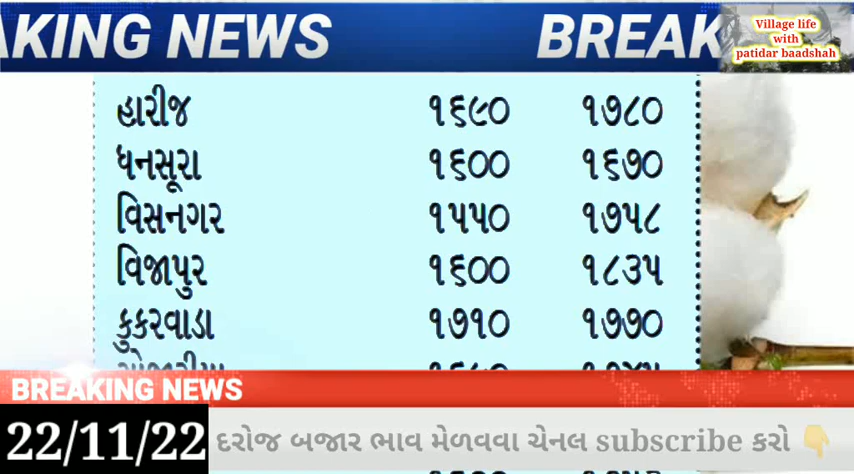 AKING NEWS
BREAK
Village life
with
patidar baadshah
હારીજ ૧૬૯૦ ૧૭૮૦
ધનસૂરા ૧૬૦૦ ૧૬૭૦
વિસનગર ૧૫૫૦ ૧૭૫૮
વિજાપુર ૧૬૦૦ ૧૮૩૫
કુકરવાડા ૧૭૧૦ ૧૭૭૦
BREAKING NEWS
22/11/22 દરોજ બજાર ભાવ મેળવવા ચેનલ subscribe કરો 👇